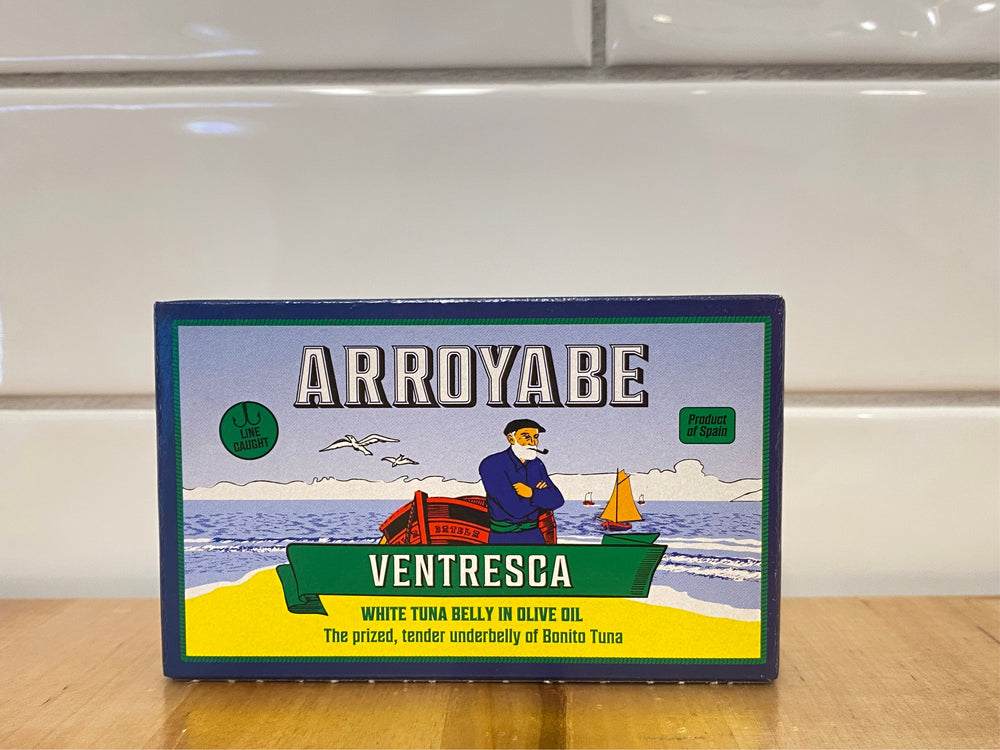 ARROYABE
LINE
CAUGHT
Product
of Spain
VENTRESCA
WHITE TUNA BELLY IN OLIVE OIL
The prized, tender underbelly of Bonito Tuna